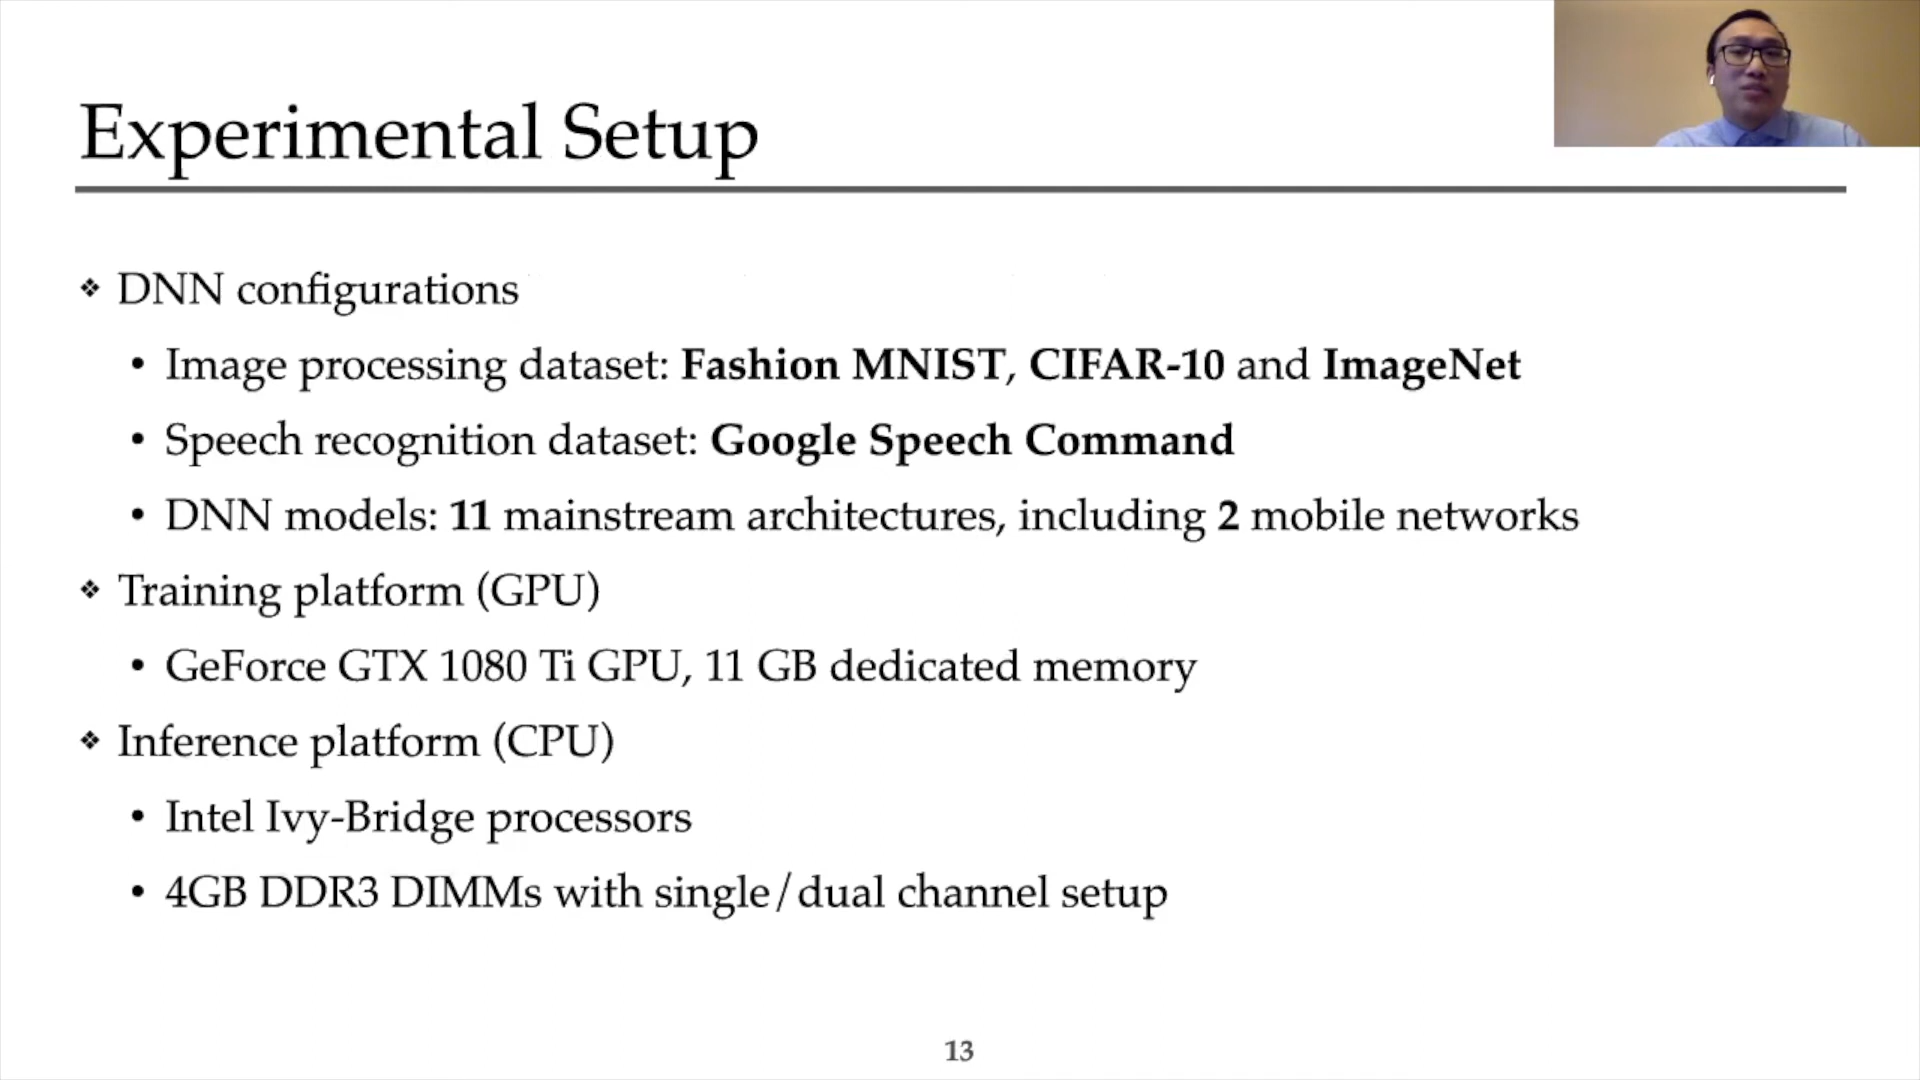 Experimental Setup
❖ DNN configurations
• Image processing dataset: Fashion MNIST, CIFAR-10 and ImageNet
• Speech recognition dataset: Google Speech Command
• DNN models: 11 mainstream architectures, including 2 mobile networks
❖ Training platform (GPU)
• GeForce GTX 1080 Ti GPU, 11 GB dedicated memory
❖ Inference platform (CPU)
• Intel Ivy-Bridge processors
• 4GB DDR3 DIMMs with single/dual channel setup
13